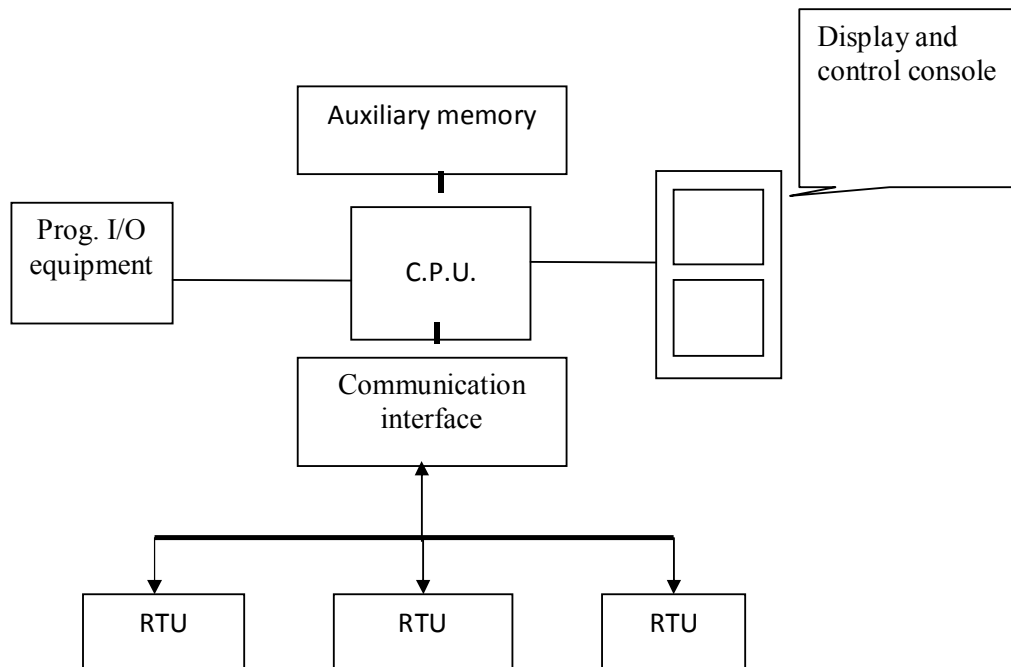 Display and
control console
Auxiliary memory
Prog. I/O
equipment
C.P.U.
Communication
interface
RTU
RTU
RTU